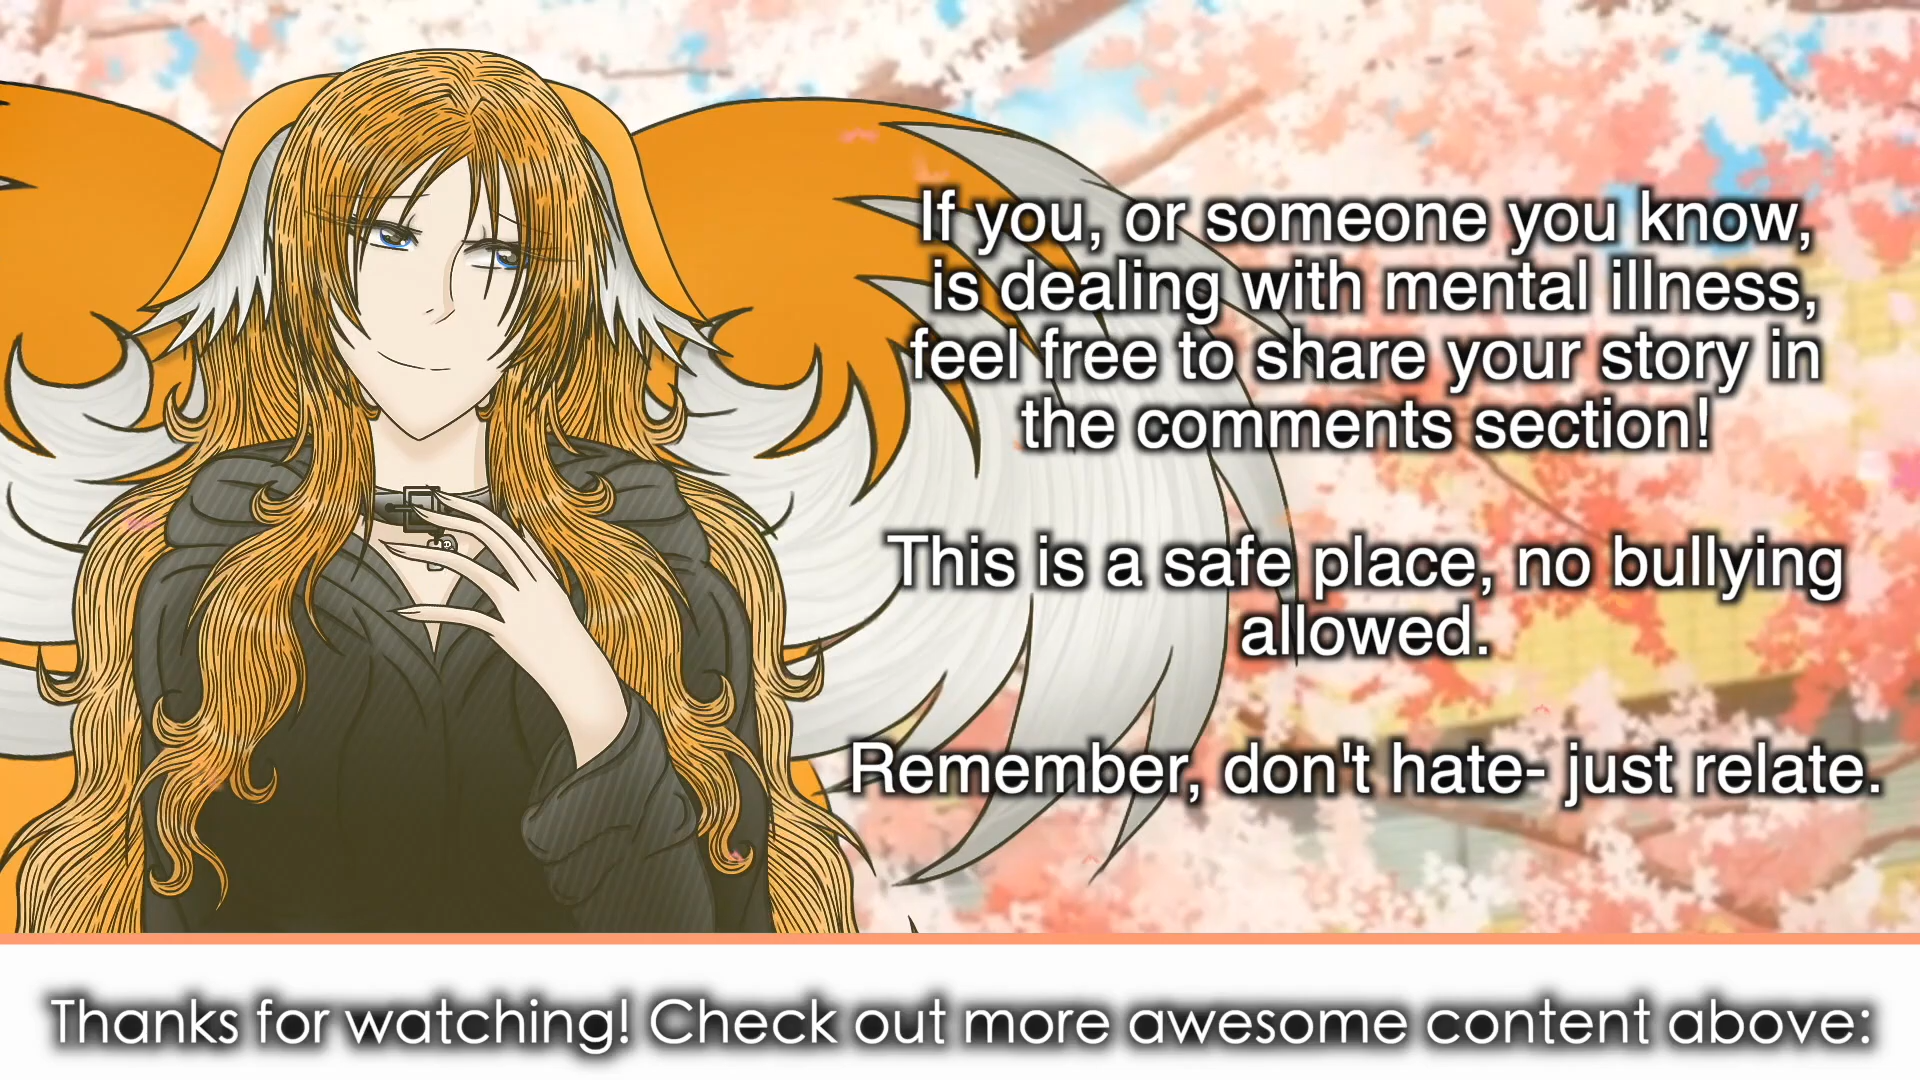 If you, or someone you know,
is dealing with mental illness,
feel free to share your story in
the comments section!
This is a safe place, no bullying
allowed.
Remember, don't hate- just relate.
Thanks for watching! Check out more awesome content above: